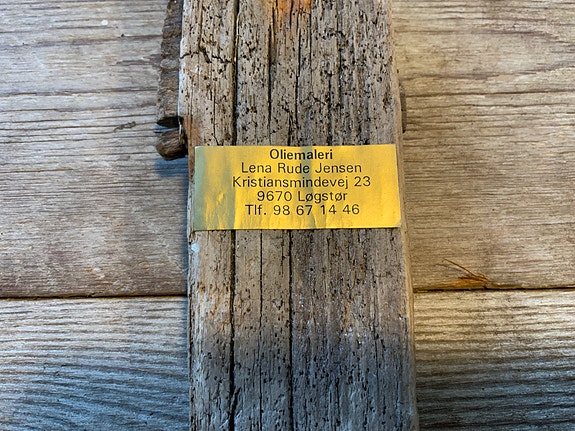 Oliemaleri
Lena Rude Jensen
Kristiansmindevej 23
9670 Løgstør
Tlf. 98 67 14 46